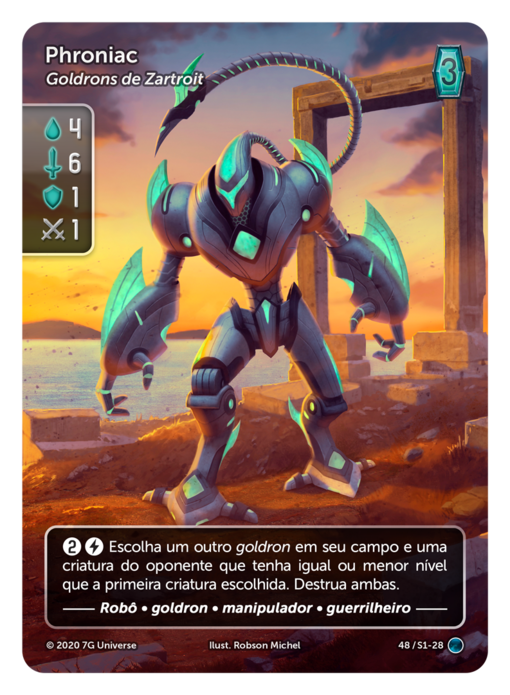 Phroniac
Goldrons de Zartroit
3
4
6
1
1
2 Escolha um outro goldron em seu campo e uma
criatura do oponente que tenha igual ou menor nível
que a primeira criatura escolhida. Destrua ambas.
Robô • goldron • manipulador • guerrilheiro
© 2020 7G Universe Ilust. Robson Michel 48 / S1-28